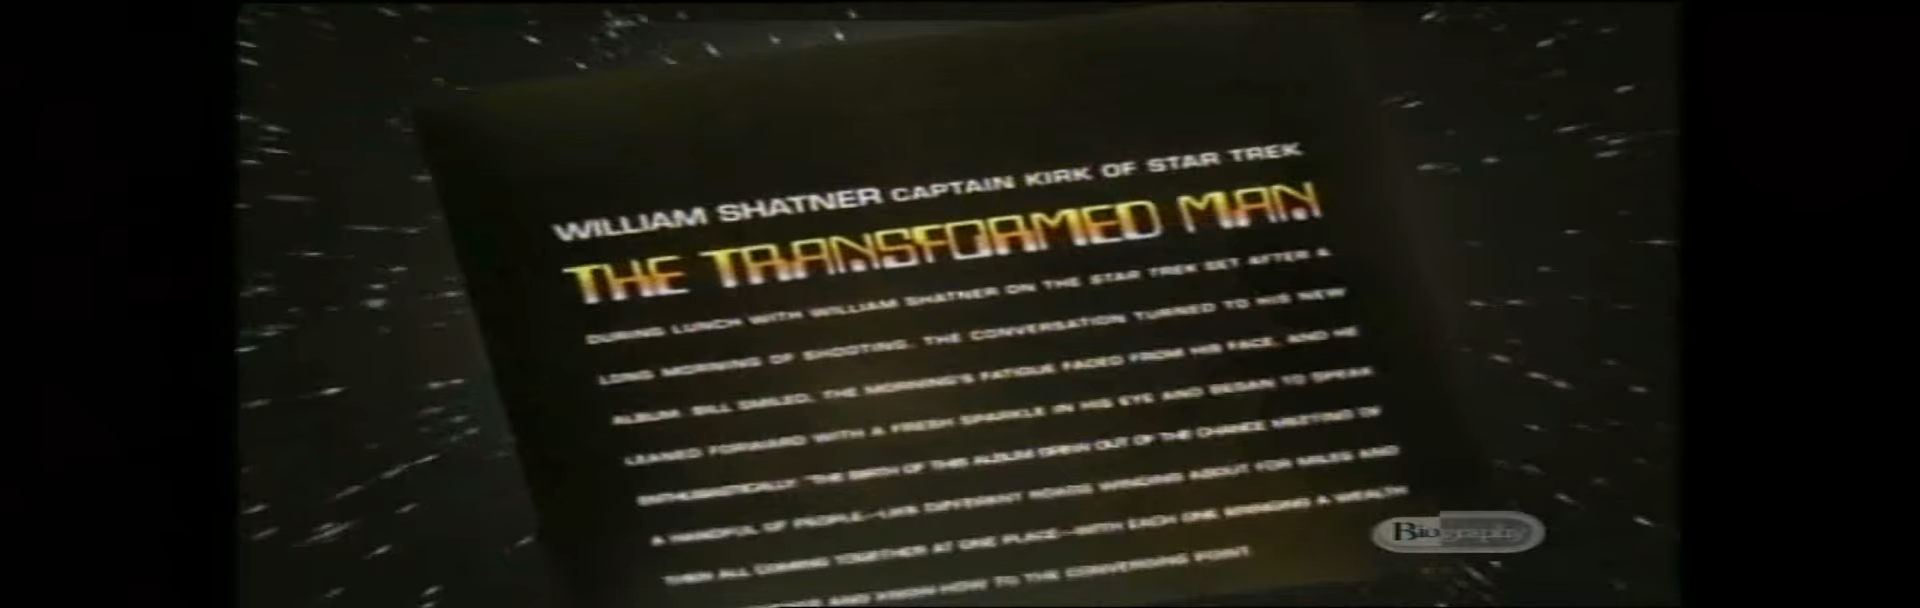 WILLIAM SHATNER CAPTAIN KIRK OF STAR TREK
THE TRANSFORMED MAN
DURING LUNCH WITH WILLIAM SHATNER ON THE STAR TREK SET AFTER A
LONG MORNING OF SHOOTING, THE CONVERSATION TURNED TO HIS NEW
ALBUM. BILL SMILED, THE MORNING'S FATIGUE FADED FROM HIS FACE, AND HE
LEANED FORWARD WITH A FRESH SPARKLE IN HIS EYE AND BEGAN TO SPEAK
ENTHUSIASTICALLY. "THE BIRTH OF THIS ALBUM GREW OUT OF THE CHANCE MEETING OF
A HANDFUL OF PEOPLE—LIKE DIFFERENT ROADS WINDING ABOUT FOR MILES AND
THEN ALL COMING TOGETHER AT ONE PLACE—WITH EACH ONE BRINGING A WEALTH
AND KNOW-HOW TO THE CONVERGING POINT
Biography